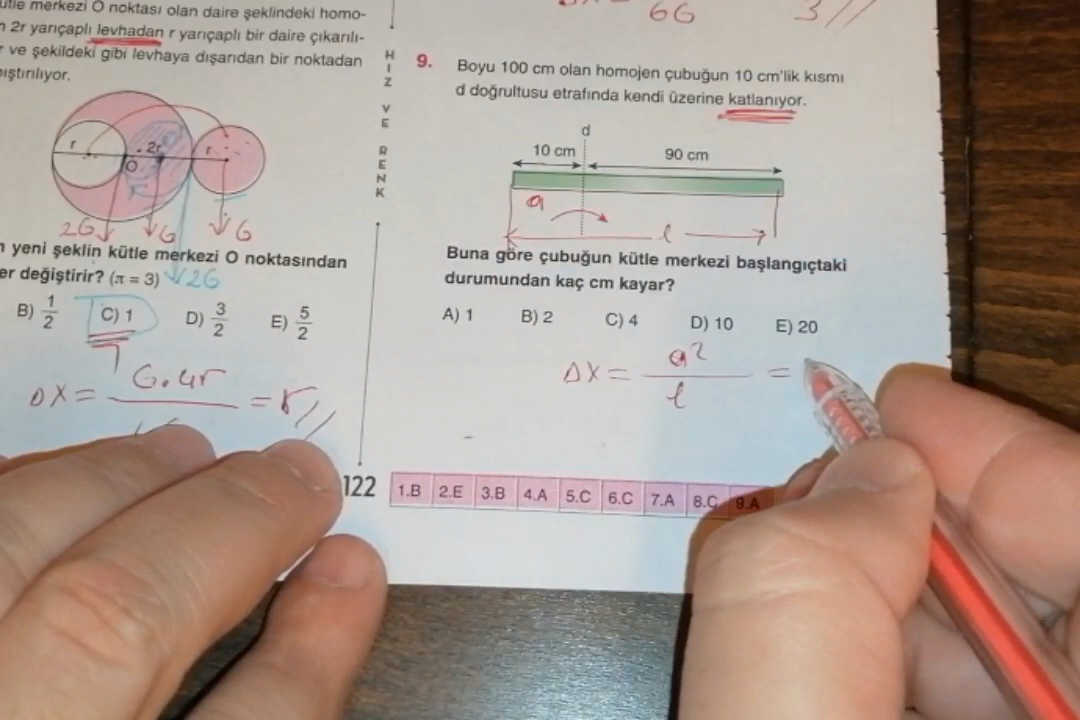 kütle merkezi O noktası olan daire şeklindeki homo-
2r yarıçaplı levhadan r yarıçaplı bir daire çıkarılı-
ve şekildeki gibi levhaya dışarıdan bir noktadan
r
2r
r
O
2G
G
G
2G
yeni şeklin kütle merkezi O noktasından
değiştirir? (π = 3)
B) 1/2
C) 1
D) 3/2
E) 5/2
ΔX = G.4r = r //
HIZ VE RENK
6G
3 //
9. Boyu 100 cm olan homojen çubuğun 10 cm'lik kısmı
d doğrultusu etrafında kendi üzerine katlanıyor.
d
10 cm
90 cm
a
l
Buna göre çubuğun kütle merkezi başlangıçtaki
durumundan kaç cm kayar?
A) 1
B) 2
C) 4
D) 10
E) 20
ΔX = a²/l =
122
1.B 2.E 3.B 4.A 5.C 6.C 7.A 8.C 9.A